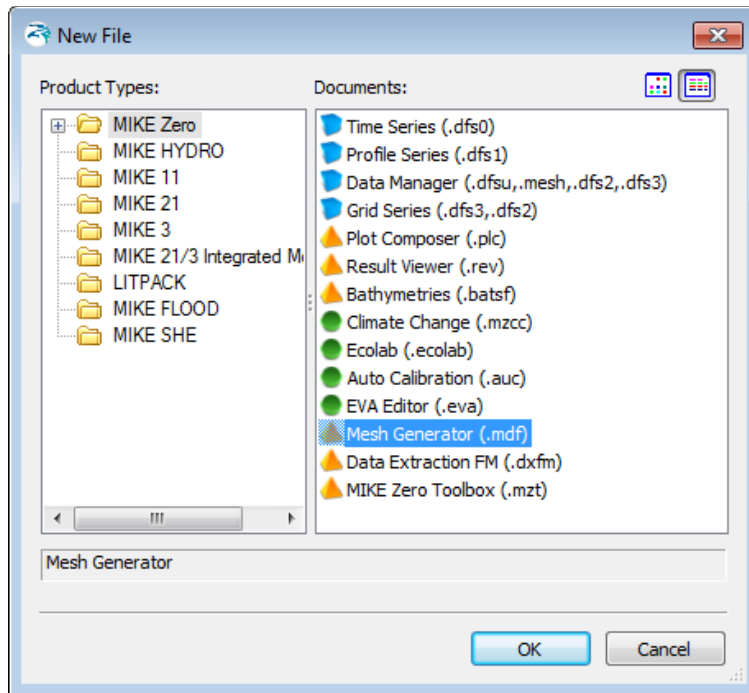 New File
Product Types:
Documents:
MIKE Zero
MIKE HYDRO
MIKE 11
MIKE 21
MIKE 3
MIKE 21/3 Integrated M
LITPACK
MIKE FLOOD
MIKE SHE
Time Series (.dfs0)
Profile Series (.dfs1)
Data Manager (.dfsu,.mesh,.dfs2,.dfs3)
Grid Series (.dfs3,.dfs2)
Plot Composer (.plc)
Result Viewer (.rev)
Bathymetries (.batsf)
Climate Change (.mzcc)
Ecolab (.ecolab)
Auto Calibration (.auc)
EVA Editor (.eva)
Mesh Generator (.mdf)
Data Extraction FM (.dxfm)
MIKE Zero Toolbox (.mzt)
Mesh Generator
OK
Cancel